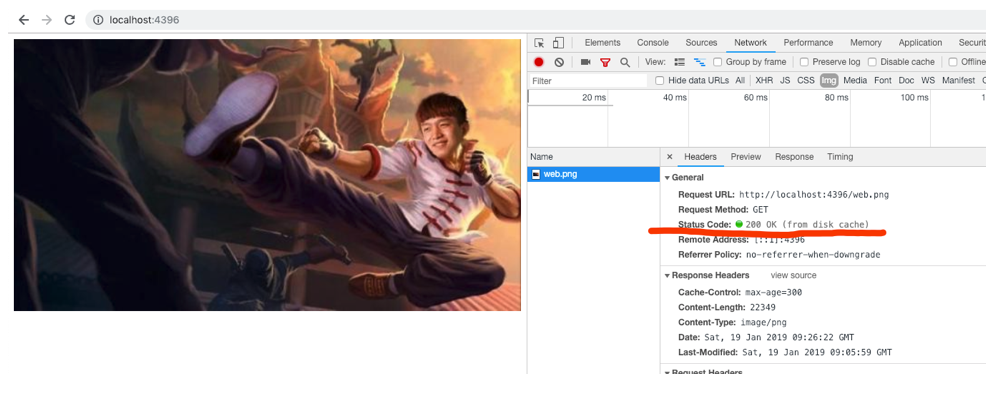 localhost:4396
Elements Console Sources Network Performance Memory Application Securit
View: Group by frame Preserve log Disable cache Offline
Filter Hide data URLs All XHR JS CSS Img Media Font Doc WS Manifest
20 ms 40 ms 60 ms 80 ms 100 ms
Name × Headers Preview Response Timing
web.png
General
Request URL: http://localhost:4396/web.png
Request Method: GET
Status Code: 200 OK (from disk cache)
Remote Address: [::1]:4396
Referrer Policy: no-referrer-when-downgrade
Response Headers view source
Cache-Control: max-age=300
Content-Length: 22349
Content-Type: image/png
Date: Sat, 19 Jan 2019 09:26:22 GMT
Last-Modified: Sat, 19 Jan 2019 09:05:59 GMT
Request Headers